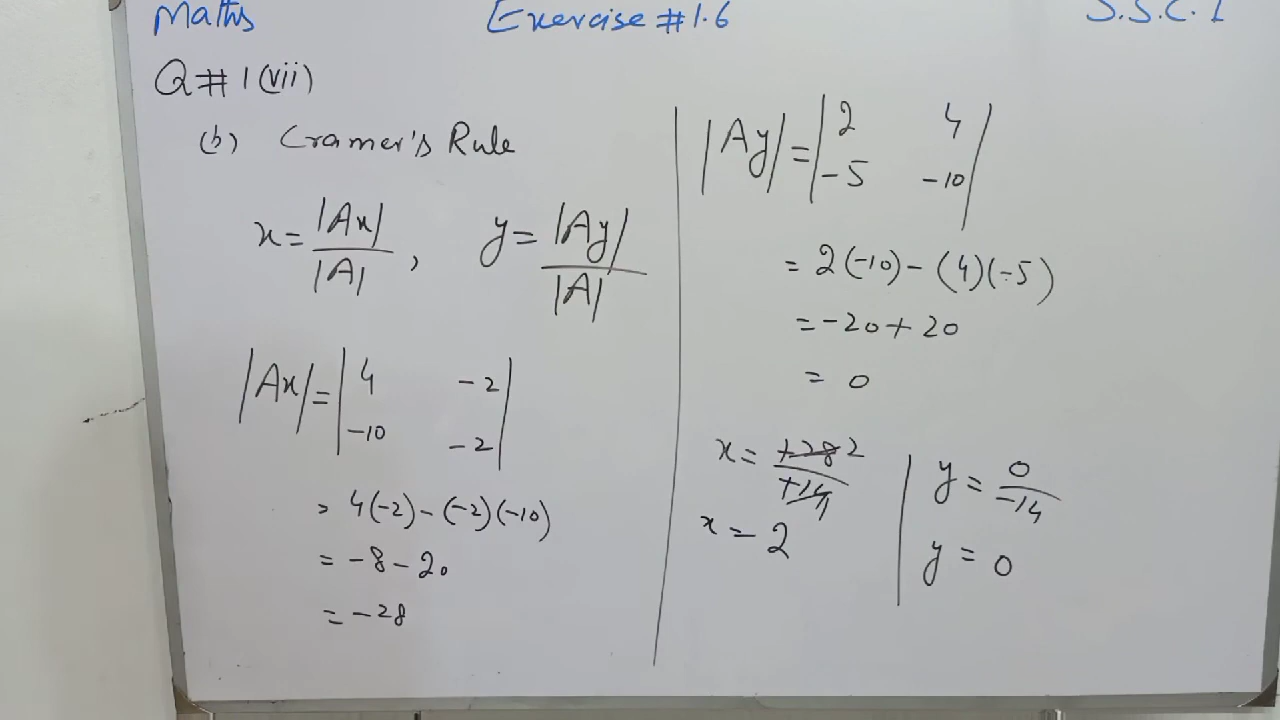 Maths Exercise # 1.6 S.S.C. I
Q # 1 (vii)
(b) Cramer's Rule
x = |Ax| / |A| , y = |Ay| / |A|
|Ax| = | 4 -2 |
| -10 -2 |
= 4(-2) - (-2)(-10)
= -8 - 20
= -28
|Ay| = | 2 4 |
| -5 -10 |
= 2(-10) - (4)(-5)
= -20 + 20
= 0
x = +28 2 / +14 1
x = 2
y = 0 / -14
y = 0